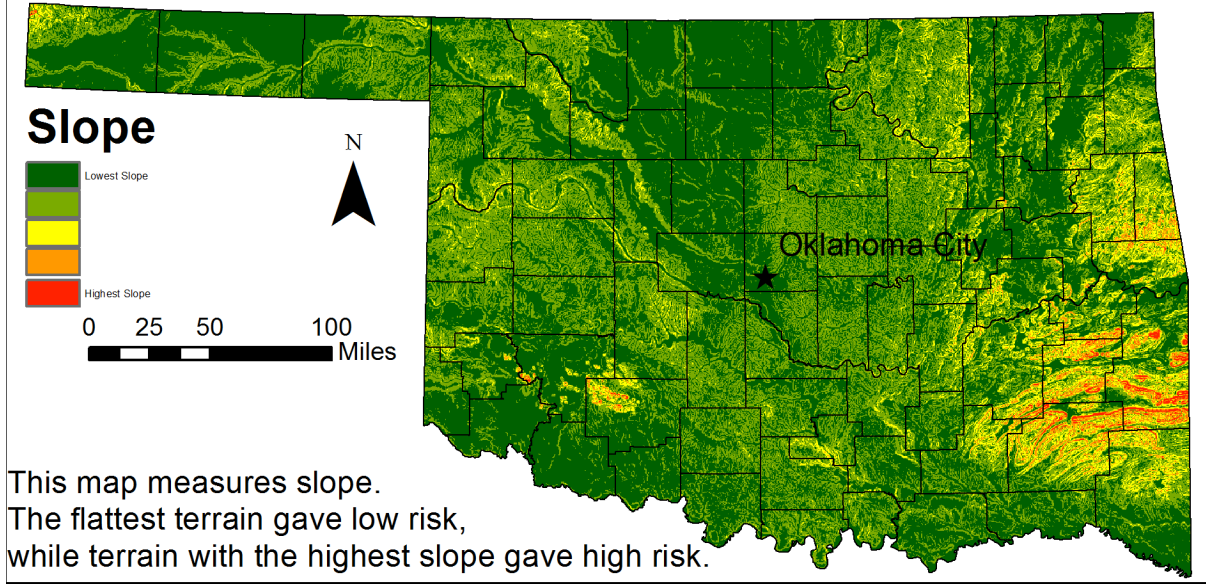 Slope
N
Lowest Slope
Highest Slope
Oklahoma City
0 25 50 100
Miles
This map measures slope.
The flattest terrain gave low risk,
while terrain with the highest slope gave high risk.